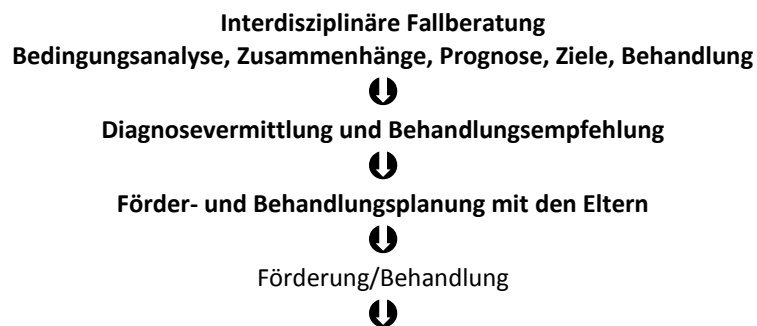 Interdisziplinäre Fallberatung
Bedingungsanalyse, Zusammenhänge, Prognose, Ziele, Behandlung
Diagnosevermittlung und Behandlungsempfehlung
Förder- und Behandlungsplanung mit den Eltern
Förderung/Behandlung